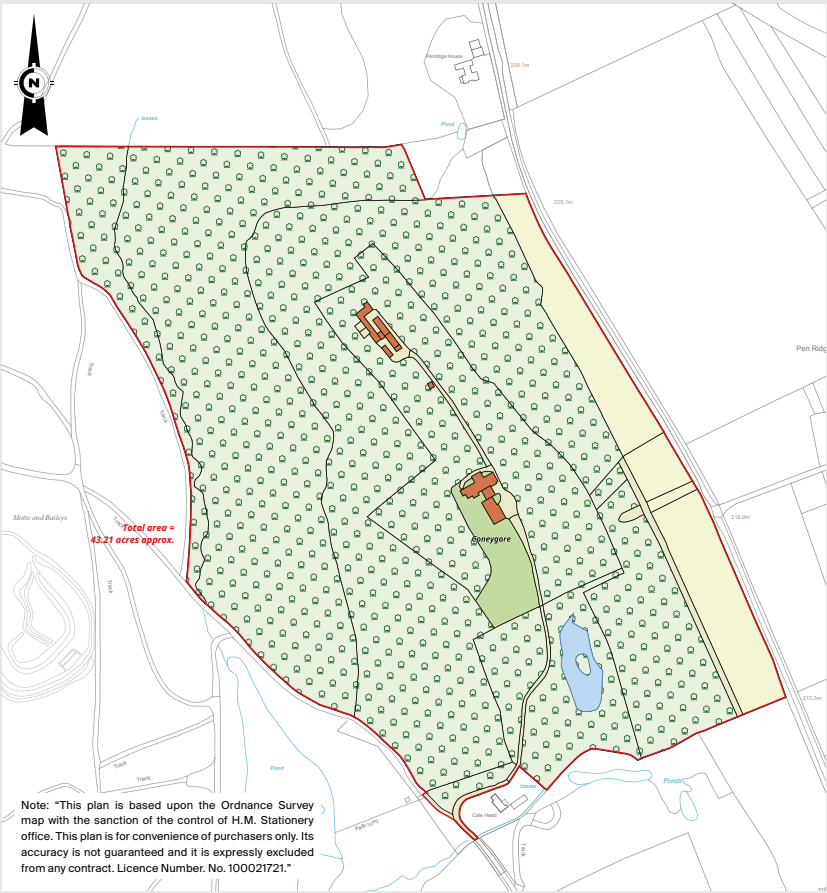 Penridge House
229.1m
N
Issues
Pond
225.1m
Pen Ridg
Track
Track
Motte and Baileys
Track
Total area =
43.21 acres approx.
218.9m
Coneygore
Track
213.3m
Track
Track
Pond
Issues
Ponds
Cole Head
Path (um)
Track
Note: "This plan is based upon the Ordnance Survey
map with the sanction of the control of H.M. Stationery
office. This plan is for convenience of purchasers only. Its
accuracy is not guaranteed and it is expressly excluded
from any contract. Licence Number. No. 100021721."